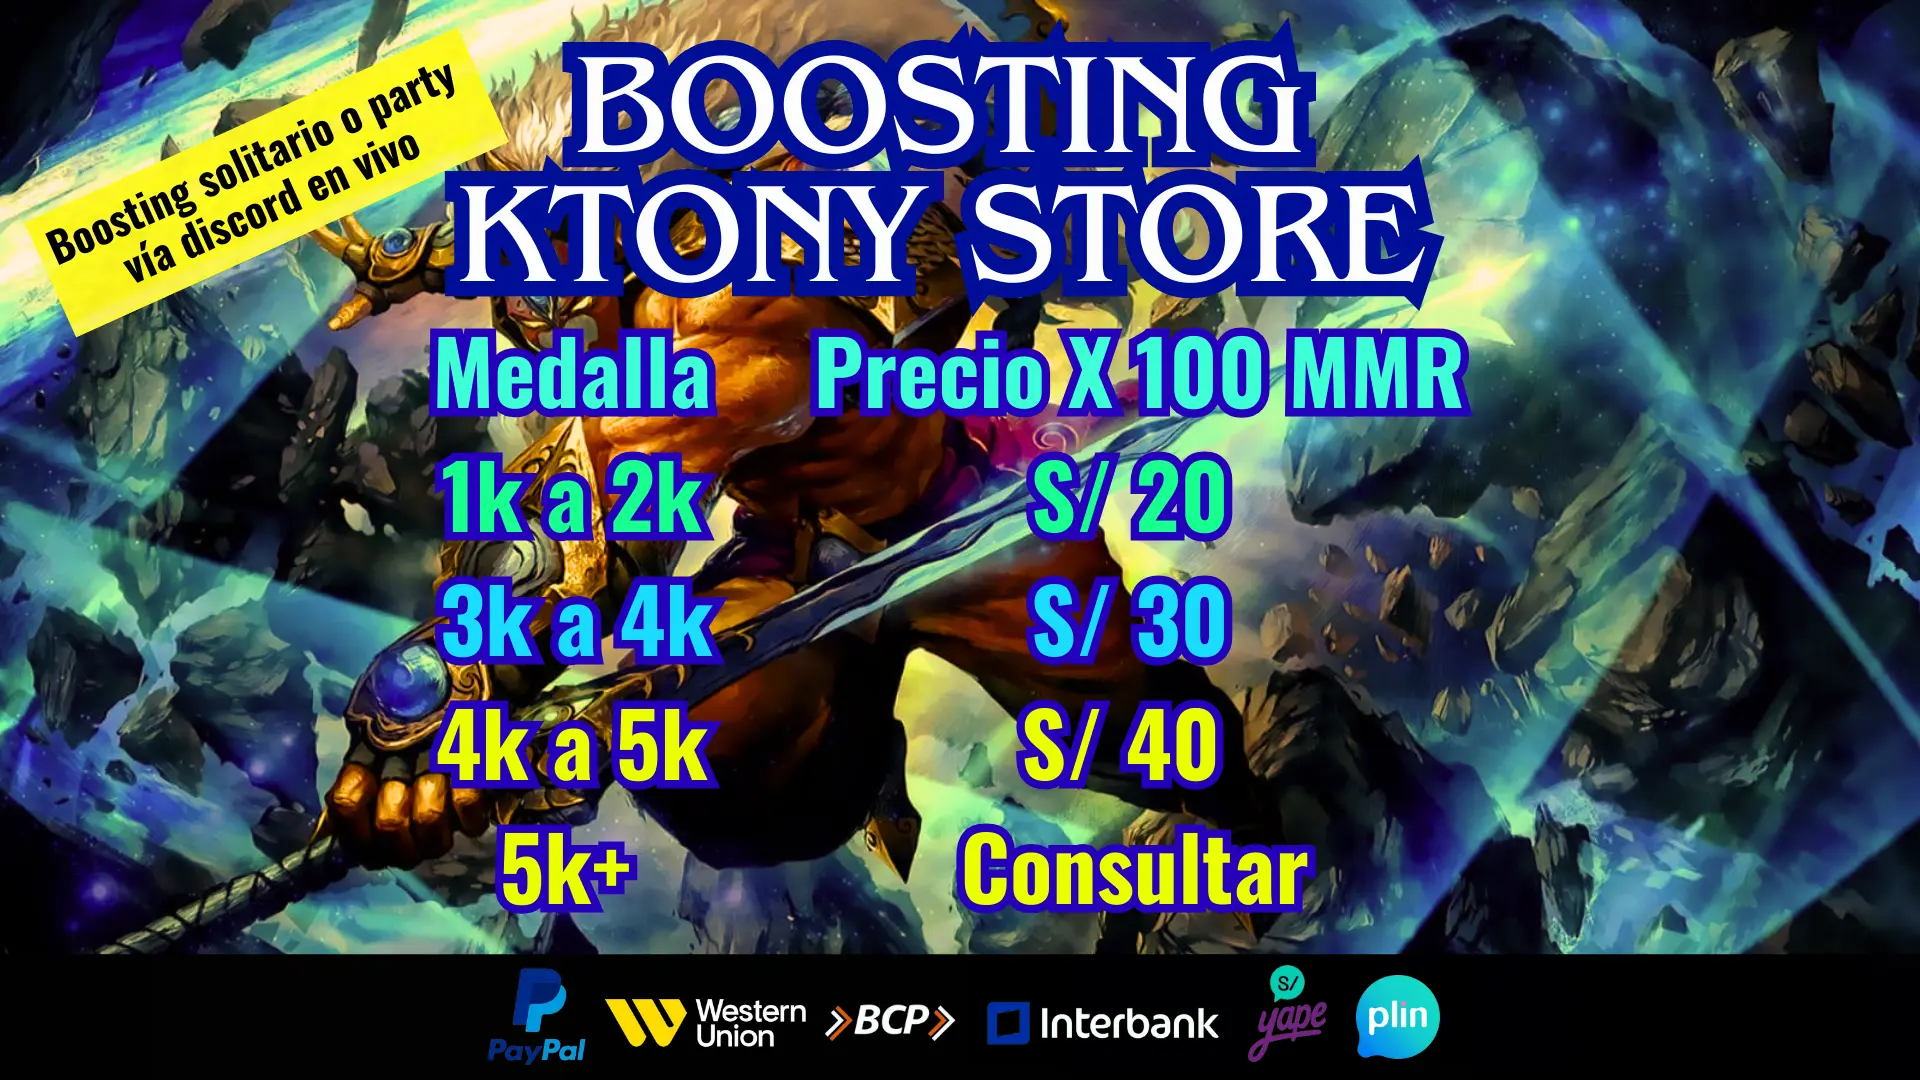 Boosting solitario o party
vía discord en vivo
BOOSTING
KTONY STORE
Medalla Precio X 100 MMR
1k a 2k S/ 20
3k a 4k S/ 30
4k a 5k S/ 40
5k+ Consultar
PayPal
Western
Union
BCP
Interbank
S/
yape
plin